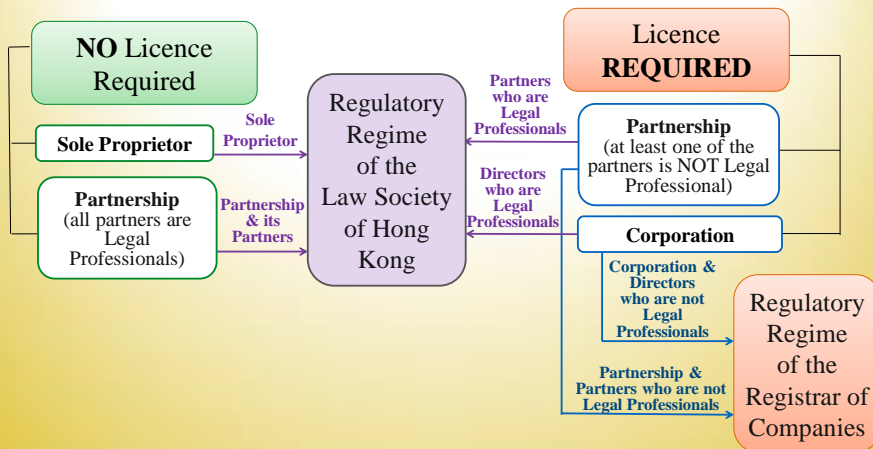 NO Licence
Required
Sole Proprietor
Partnership
(all partners are
Legal
Professionals)
Sole
Proprietor
Partnership
& its
Partners
Regulatory
Regime
of the
Law Society
of Hong
Kong
Partners
who are
Legal
Professionals
Directors
who are
Legal
Professionals
Licence
REQUIRED
Partnership
(at least one of the
partners is NOT Legal
Professional)
Corporation
Corporation &
Directors
who are not
Legal
Professionals
Partnership &
Partners who are not
Legal Professionals
Regulatory
Regime
of the
Registrar of
Companies